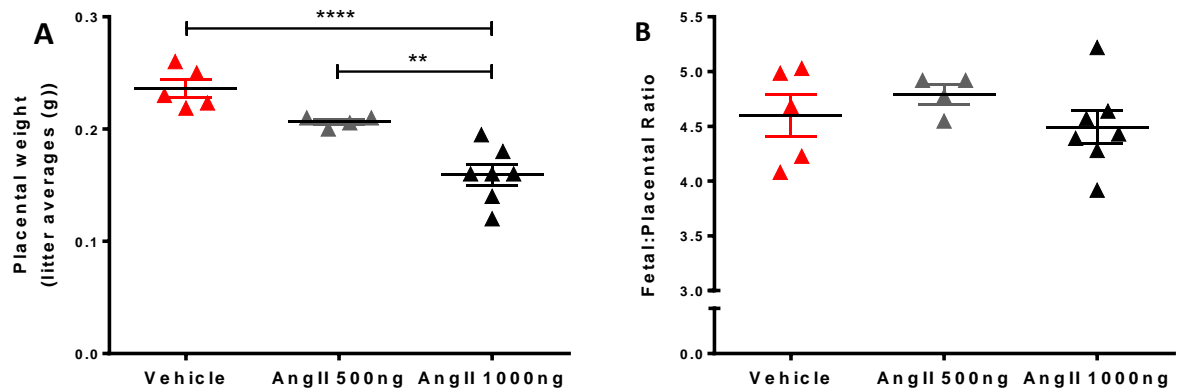 A
****
**
Placental weight
(litter averages (g))
0.3
0.2
0.1
0.0
Vehicle AngII 500ng AngII 1000ng
B
Fetal:Placental Ratio
5.5
5.0
4.5
4.0
3.5
3.0
0.0
Vehicle AngII 500ng AngII 1000ng